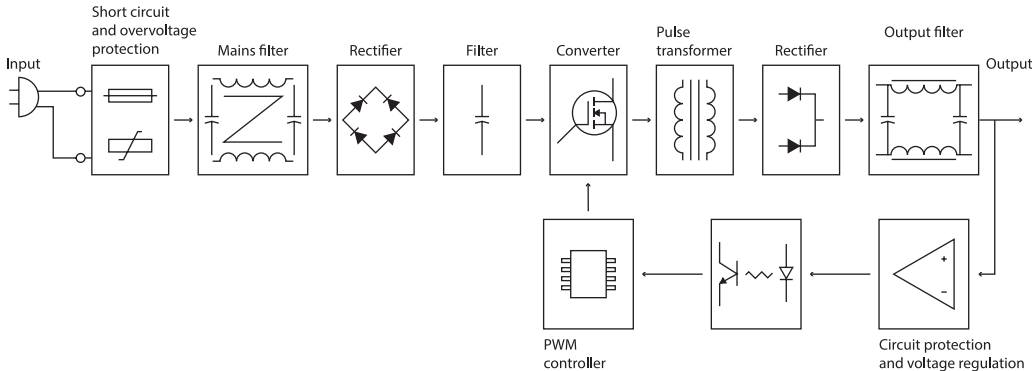 Short circuit
and overvoltage
protection
Input
Mains filter
Rectifier
Filter
Converter
Pulse
transformer
Rectifier
Output filter
Output
+
−
PWM
controller
Circuit protection
and voltage regulation